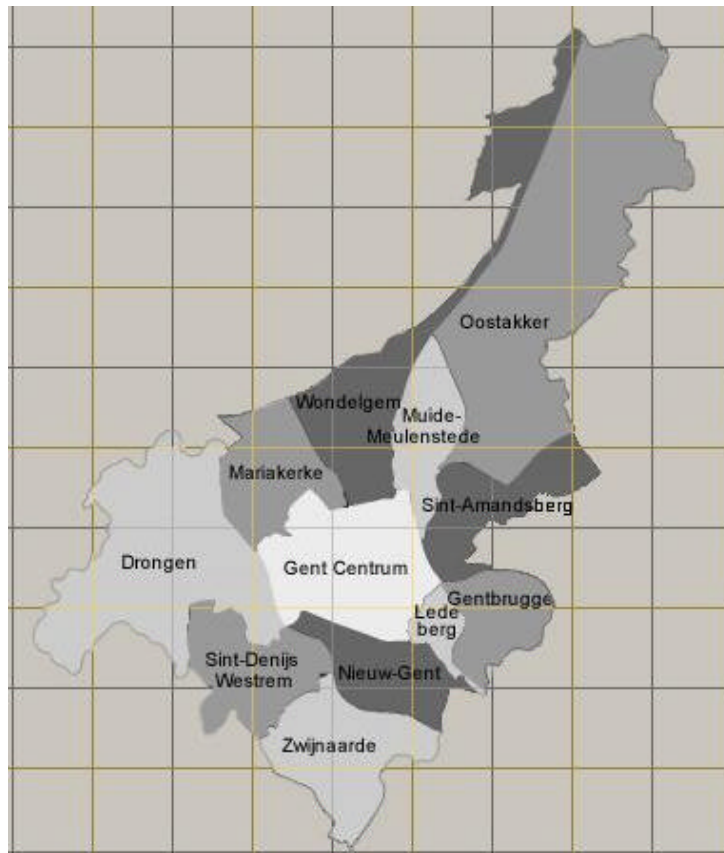 Oostakker
Wondelgem
Muide-
Meulenstede
Mariakerke
Sint-Amandsberg
Drongen
Gent Centrum
Gentbrugge
Lede
berg
Sint-Denijs
Westrem
Nieuw-Gent
Zwijnaarde